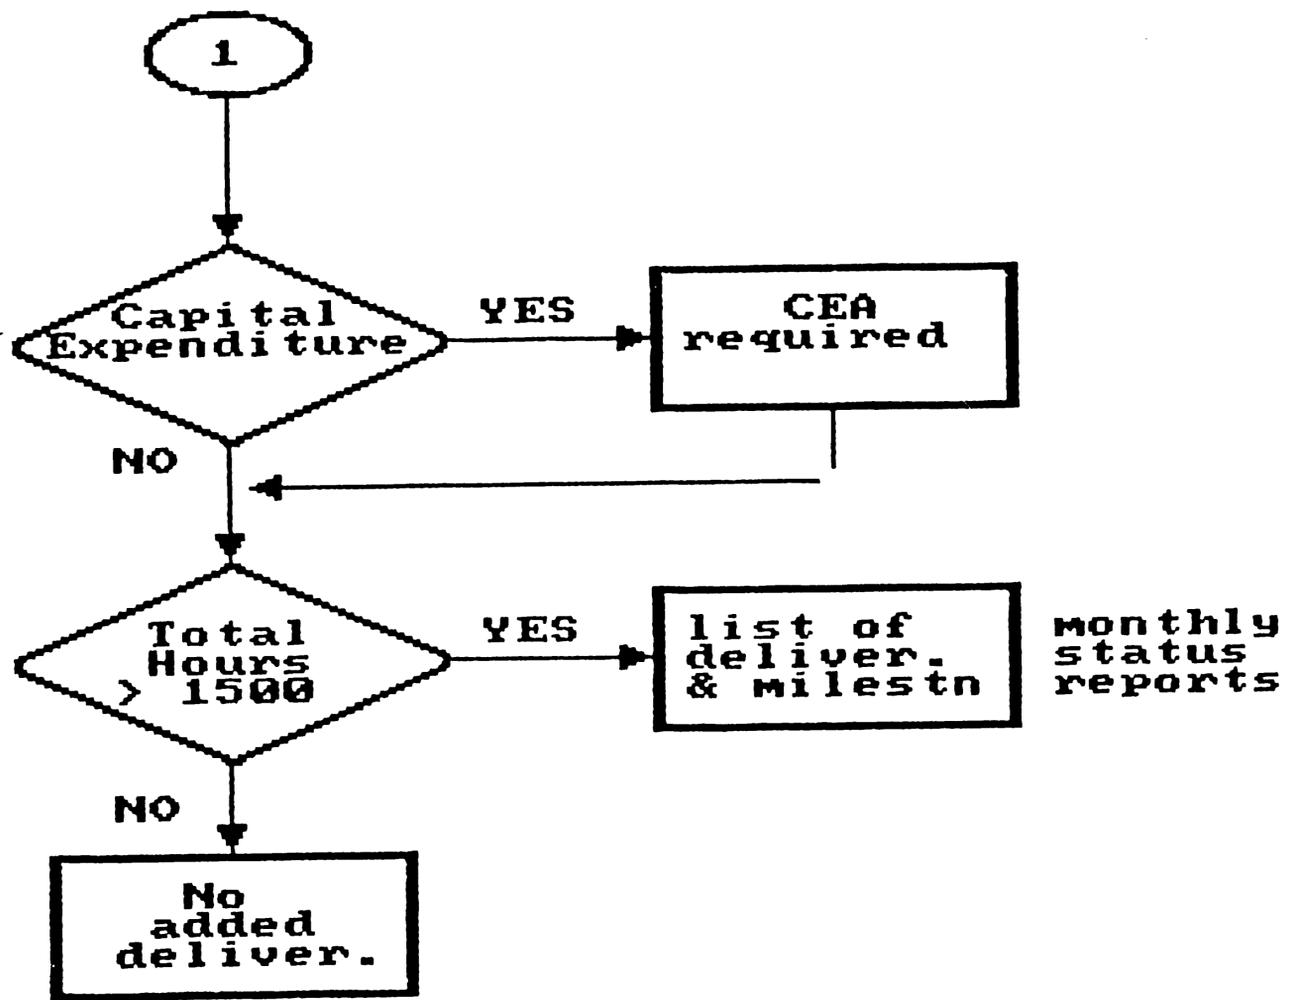 1
Capital
Expenditure
YES
CEA
required
NO
Total
Hours
> 1500
YES
list of
deliver.
& milestn
monthly
status
reports
NO
No
added
deliver.